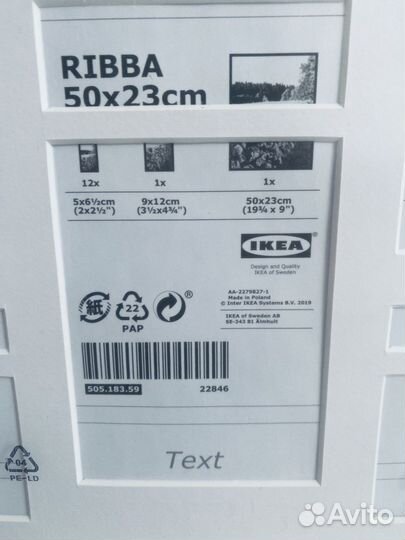 RIBBA
50x23cm
12x 1x 1x
5x6½cm 9x12cm 50x23cm
(2x2½") (3½x4¾") (19¾ x 9")
IKEA
Design and Quality
IKEA of Sweden
AA-2279827-1
Made in Poland
© Inter IKEA Systems B.V. 2019
IKEA of Sweden AB
SE-343 81 Älmhult
紙 22 ®
PAP
505.183.59 22846
Text
04
PE-LD
Avito